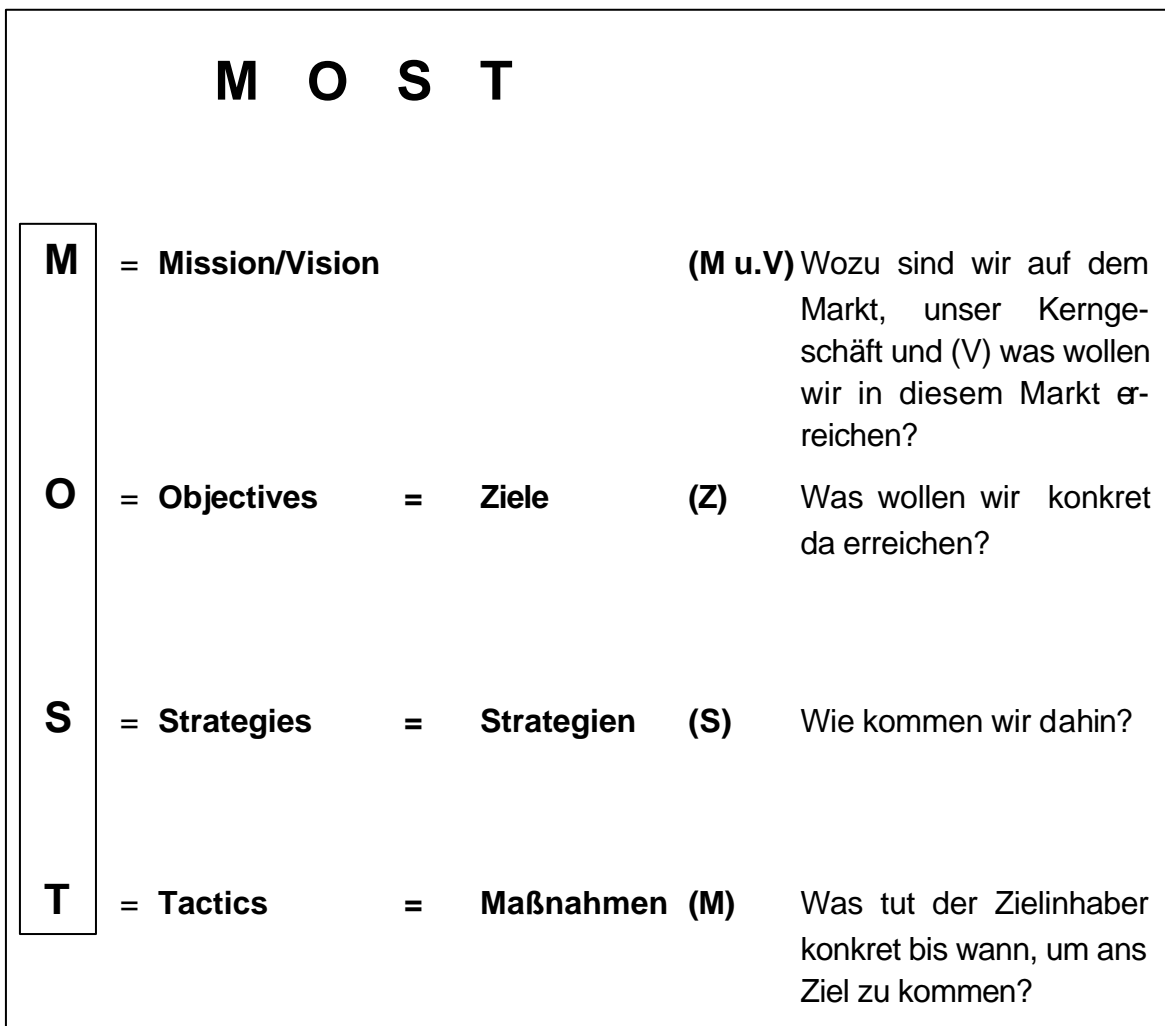 M O S T
M = Mission/Vision (M u.V) Wozu sind wir auf dem
Markt, unser Kernge-
schäft und (V) was wollen
wir in diesem Markt er-
reichen?
O = Objectives = Ziele (Z) Was wollen wir konkret
da erreichen?
S = Strategies = Strategien (S) Wie kommen wir dahin?
T = Tactics = Maßnahmen (M) Was tut der Zielinhaber
konkret bis wann, um ans
Ziel zu kommen?